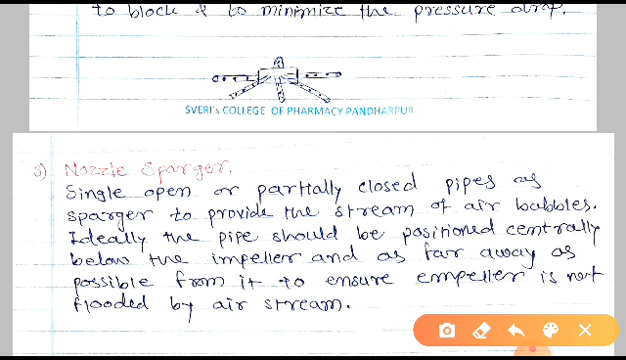 to block & to minimize the pressure drop.
SVERI's COLLEGE OF PHARMACY PANDHARPUR
3) Nozzle Sparger.
Single open or partially closed pipes as
sparger to provide the stream of air bubbles.
Ideally the pipe should be positioned centrally
below the impeller and as far away as
possible from it to ensure empeller is not
flooded by air stream.